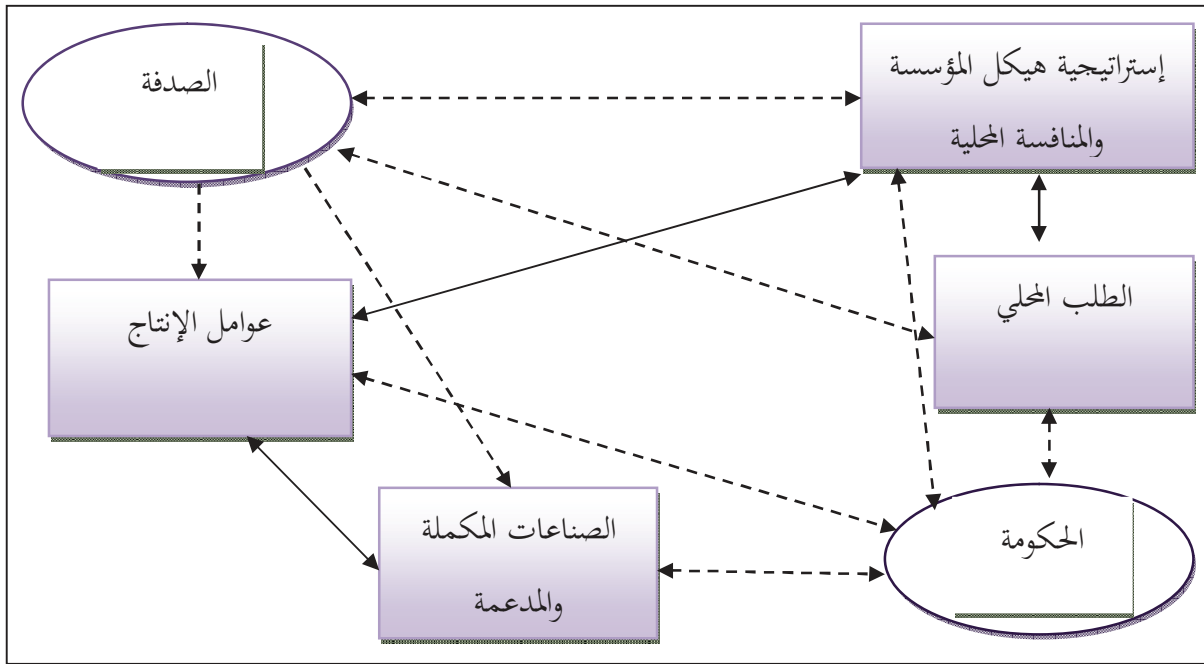 الصدفة
إستراتيجية هيكل المؤسسة
والمنافسة المحلية
الطلب المحلي
عوامل الإنتاج
الصناعات المكملة
والمدعمة
الحكومة